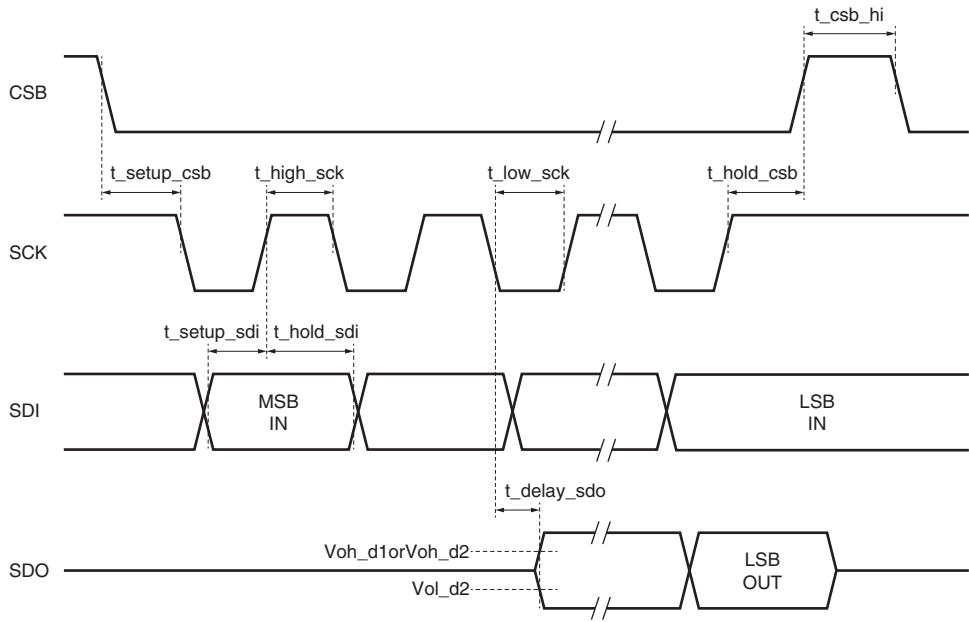 t_csb_hi
CSB
t_setup_csb
t_high_sck
t_low_sck
t_hold_csb
SCK
t_setup_sdi
t_hold_sdi
SDI
MSB
IN
LSB
IN
t_delay_sdo
Voh_d1orVoh_d2
SDO
Vol_d2
LSB
OUT